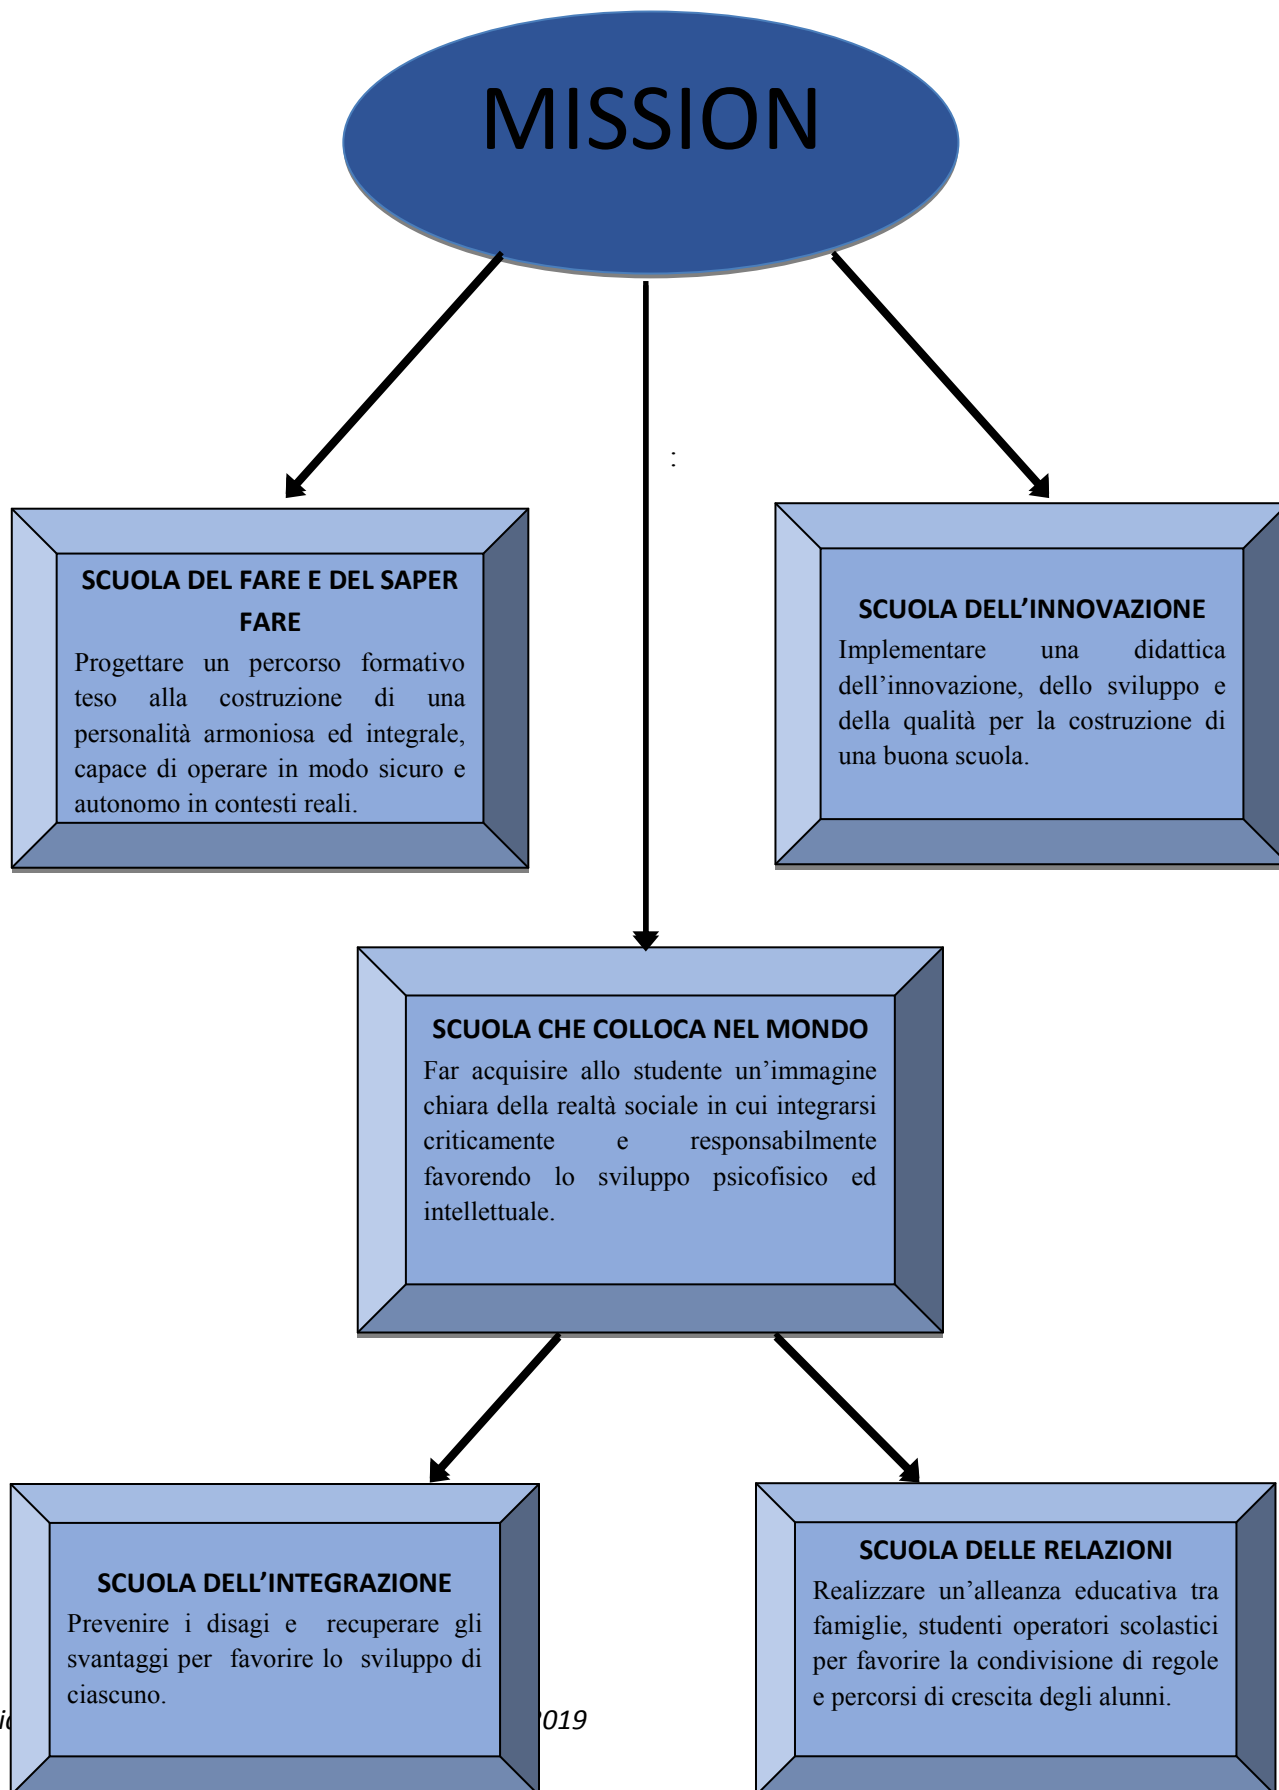 MISSION
:
SCUOLA DEL FARE E DEL SAPER
FARE
Progettare un percorso formativo
teso alla costruzione di una
personalità armoniosa ed integrale,
capace di operare in modo sicuro e
autonomo in contesti reali.
SCUOLA DELL’INNOVAZIONE
Implementare una didattica
dell’innovazione, dello sviluppo e
della qualità per la costruzione di
una buona scuola.
SCUOLA CHE COLLOCA NEL MONDO
Far acquisire allo studente un’immagine
chiara della realtà sociale in cui integrarsi
criticamente e responsabilmente
favorendo lo sviluppo psicofisico ed
intellettuale.
SCUOLA DELL’INTEGRAZIONE
Prevenire i disagi e recuperare gli
svantaggi per favorire lo sviluppo di
ciascuno.
SCUOLA DELLE RELAZIONI
Realizzare un’alleanza educativa tra
famiglie, studenti operatori scolastici
per favorire la condivisione di regole
e percorsi di crescita degli alunni.
2019